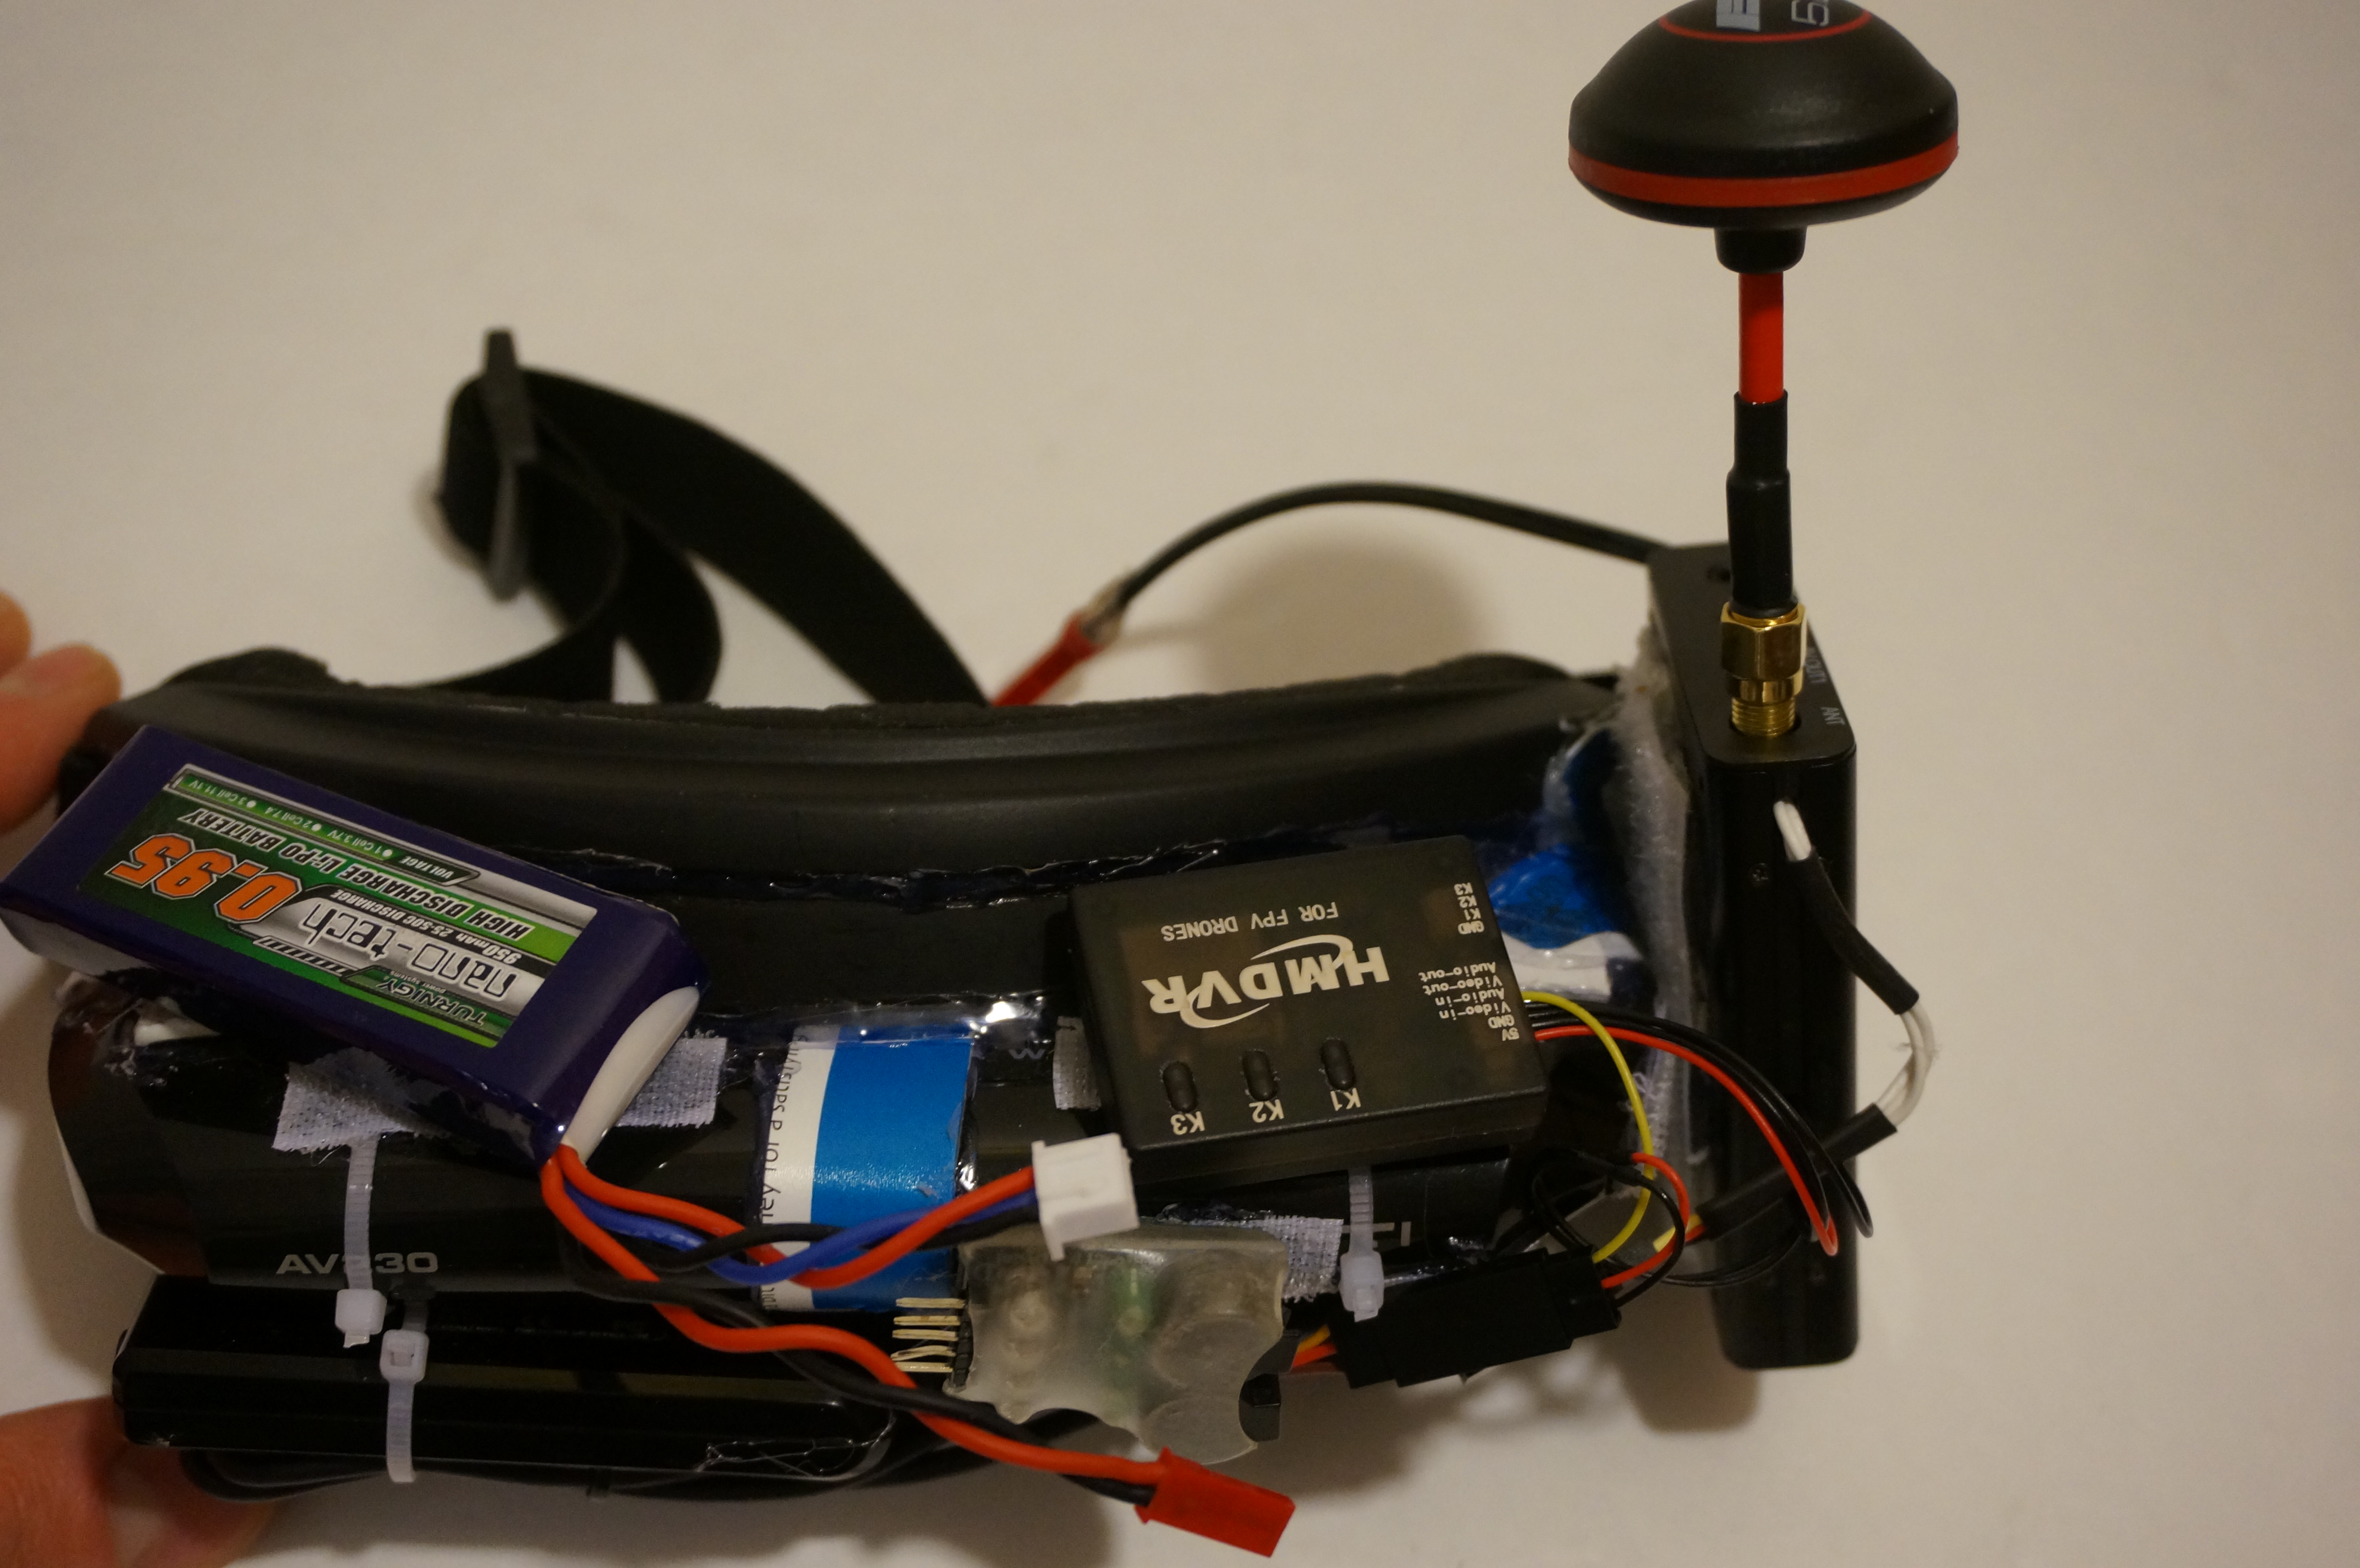 TURNIGY
nano-tech
950mAh 25-50C DISCHARGE
0.95
HIGH DISCHARGE Li-PO BATTERY
VOLTAGE
1 Cell 3.7V ● 2 Cell 7.4 ● 3 Cell 11.1V
HMDVR
FOR FPV DRONES
K1
K2
K3
5V
GND
Video-in
Audio-in
Video-out
Audio-out
GND
K1
K2
K3
ANT
for a